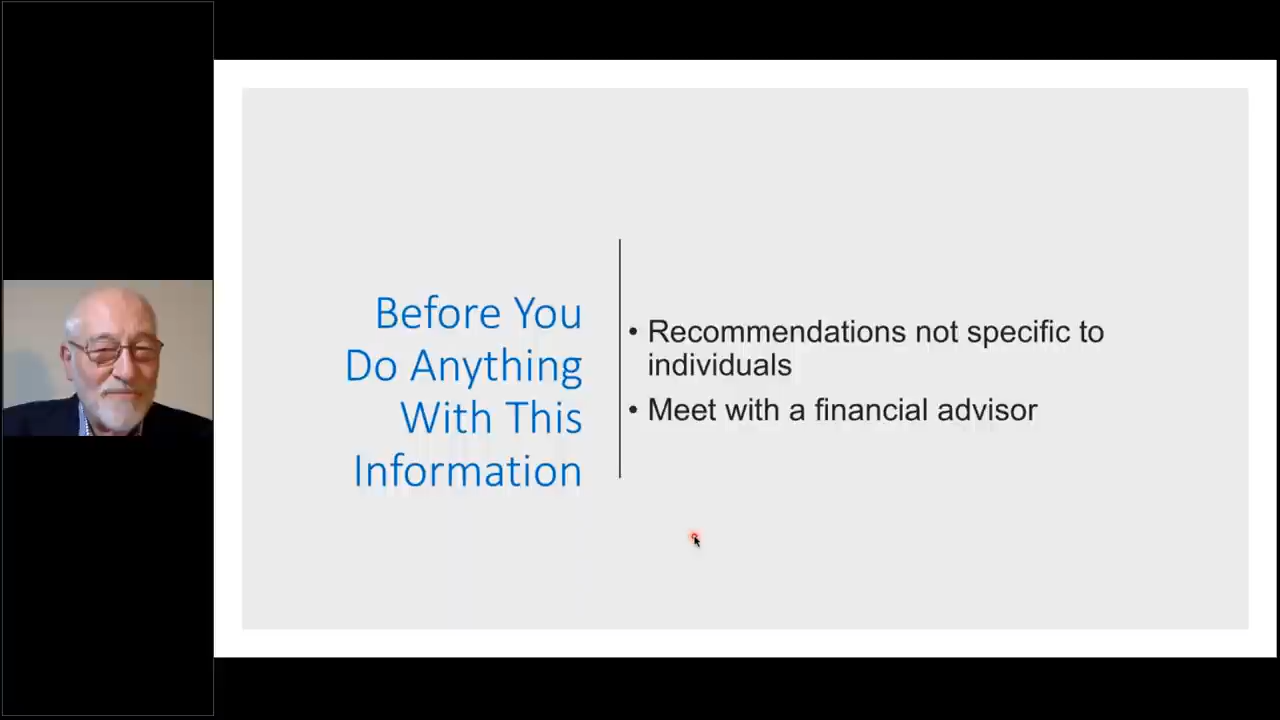 Before You
Do Anything
With This
Information
• Recommendations not specific to
individuals
• Meet with a financial advisor